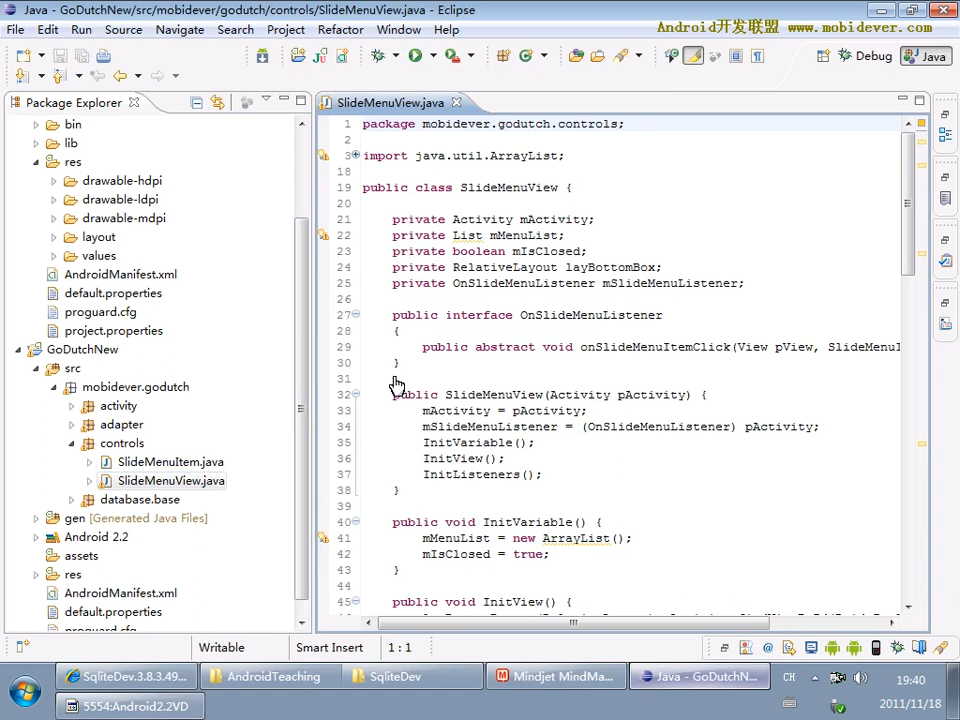 Java - GoDutchNew/src/mobidever/godutch/controls/SlideMenuView.java - Eclipse
File Edit Run Source Navigate Search Project Refactor Window Help
Android开发联盟 www.mobidever.com
Debug Java
Package Explorer
bin
lib
res
drawable-hdpi
drawable-ldpi
drawable-mdpi
layout
values
AndroidManifest.xml
default.properties
proguard.cfg
project.properties
GoDutchNew
src
mobidever.godutch
activity
adapter
controls
SlideMenuItem.java
SlideMenuView.java
database.base
gen [Generated Java Files]
Android 2.2
assets
res
AndroidManifest.xml
default.properties
proguard.cfg
SlideMenuView.java
1 package mobidever.godutch.controls;
2
3 import java.util.ArrayList;
18
19 public class SlideMenuView {
20
21 private Activity mActivity;
22 private List mMenuList;
23 private boolean mIsClosed;
24 private RelativeLayout layBottomBox;
25 private OnSlideMenuListener mSlideMenuListener;
26
27 public interface OnSlideMenuListener
28 {
29 public abstract void onSlideMenuItemClick(View pView, SlideMenuI
30 }
31
32 public SlideMenuView(Activity pActivity) {
33 mActivity = pActivity;
34 mSlideMenuListener = (OnSlideMenuListener) pActivity;
35 InitVariable();
36 InitView();
37 InitListeners();
38 }
39
40 public void InitVariable() {
41 mMenuList = new ArrayList();
42 mIsClosed = true;
43 }
44
45 public void InitView() {
Writable Smart Insert 1 : 1
SqliteDev.3.8.3.49... AndroidTeaching SqliteDev Mindjet MindMa... Java - GoDutchN... CH 19:40
5554:Android2.2VD 2011/11/18